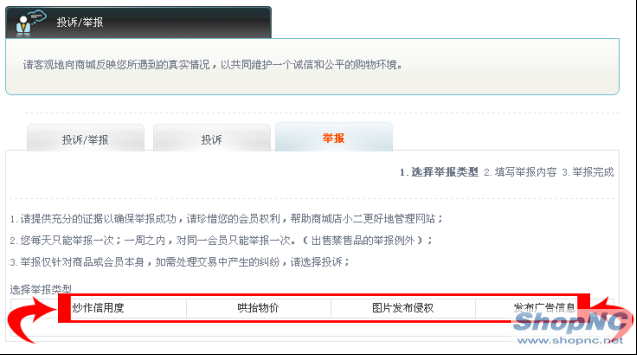 投诉/举报
请客观地向商城反映您所遇到的真实情况，以共同维护一个诚信和公平的购物环境。
投诉/举报 投诉 举报
1.选择举报类型 2.填写举报内容 3.举报完成
1.请提供充分的证据以确保举报成功，请珍惜您的会员权利，帮助商城店小二更好地管理网站；
2.您每天只能举报一次；一周之内，对同一会员只能举报一次。（出售禁售品的举报例外）；
3.举报仅针对商品或会员本身，如需处理交易中产生的纠纷，请选择投诉；
选择举报类型
炒作信用度 哄抬物价 图片发布侵权 发布广告信息
ShopNC
www.shopnc.net